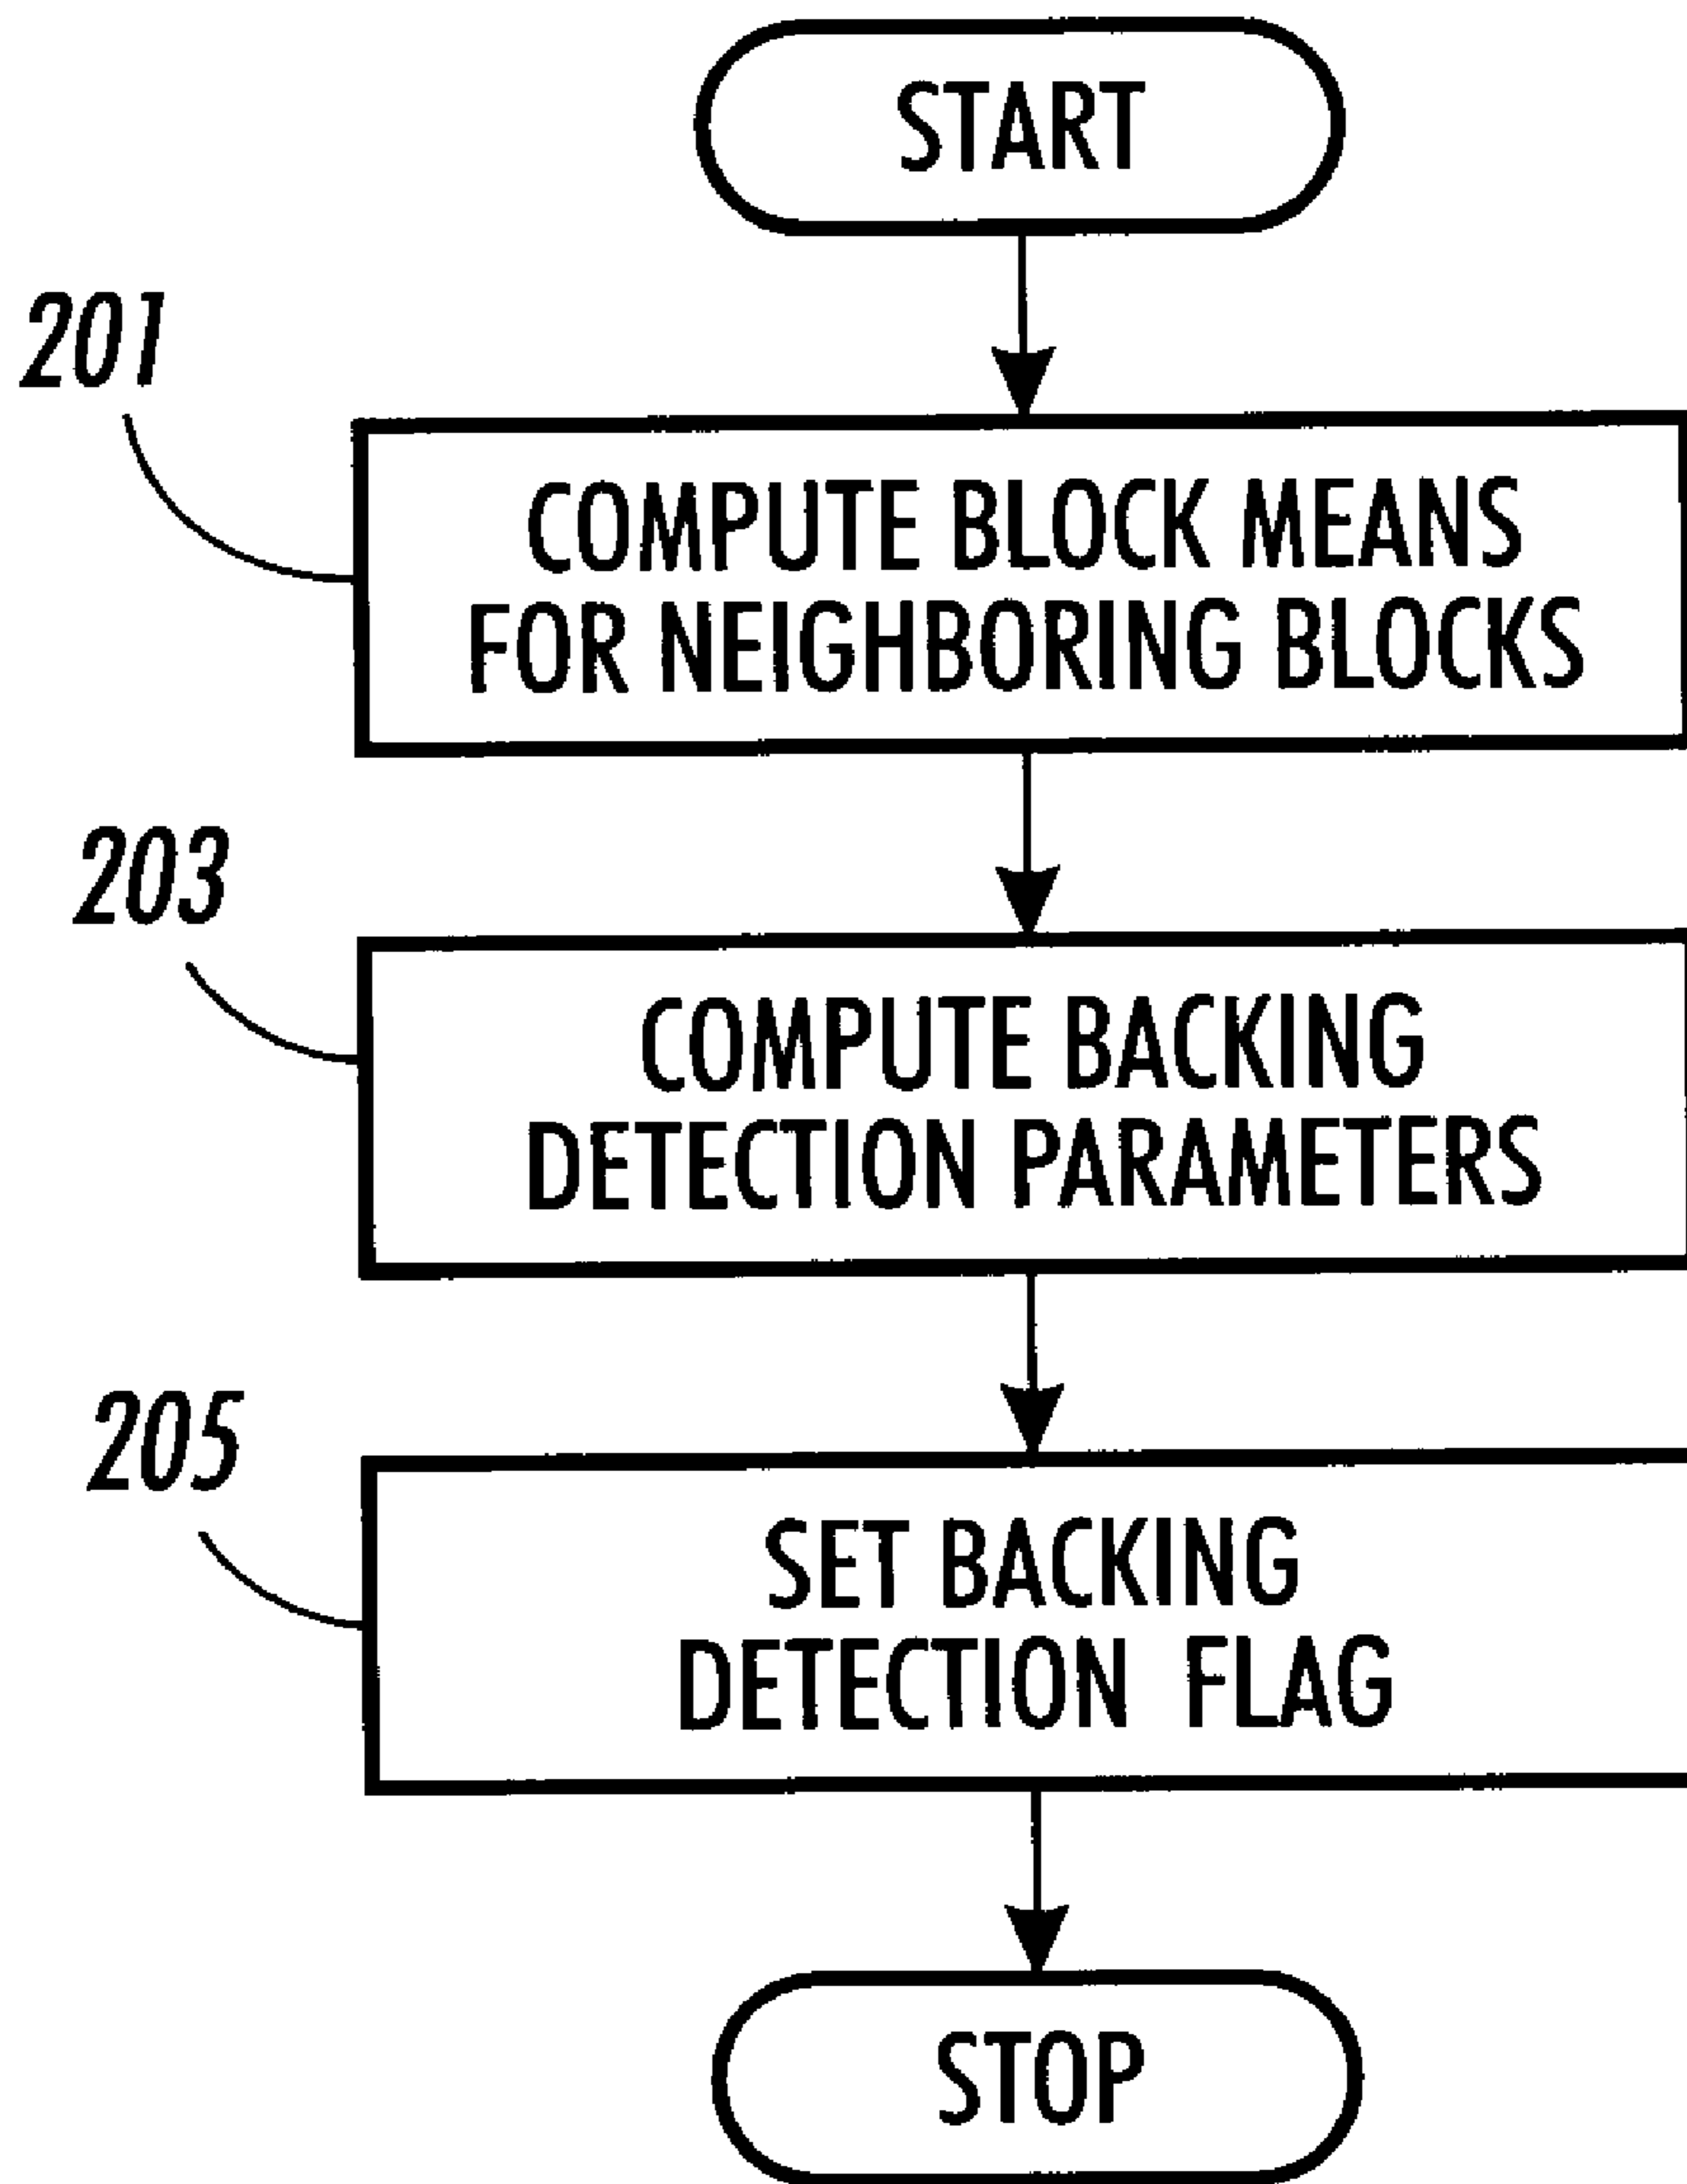 START
201
COMPUTE BLOCK MEANS
FOR NEIGHBORING BLOCKS
203
COMPUTE BACKING
DETECTION PARAMETERS
205
SET BACKING
DETECTION FLAG
STOP